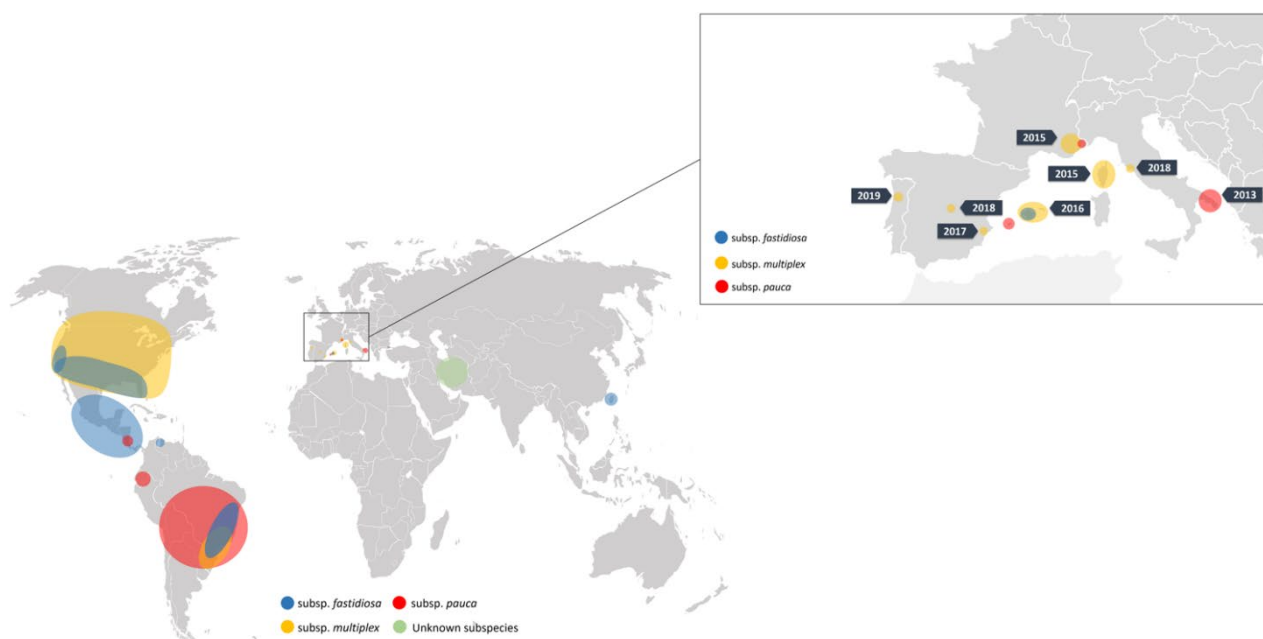 2015
2015
2018
2013
2019
2018
2016
2017
subsp. fastidiosa
subsp. multiplex
subsp. pauca
subsp. fastidiosa
subsp. pauca
subsp. multiplex
Unknown subspecies